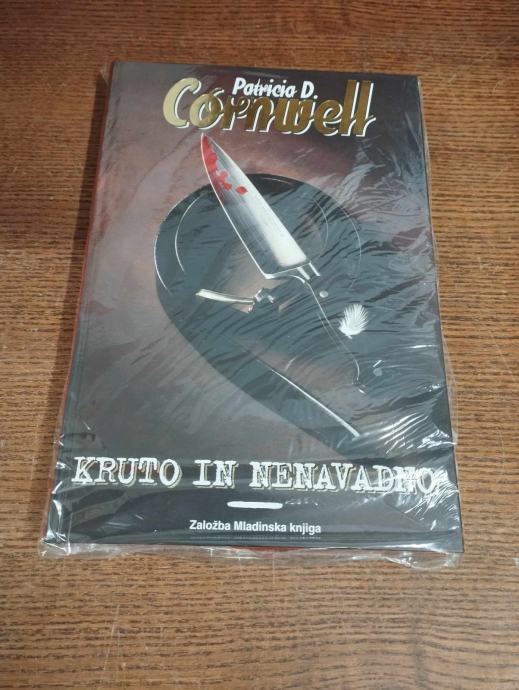 Patricia D.
Cornwell
KRUTO IN NENAVADNO
Založba Mladinska knjiga